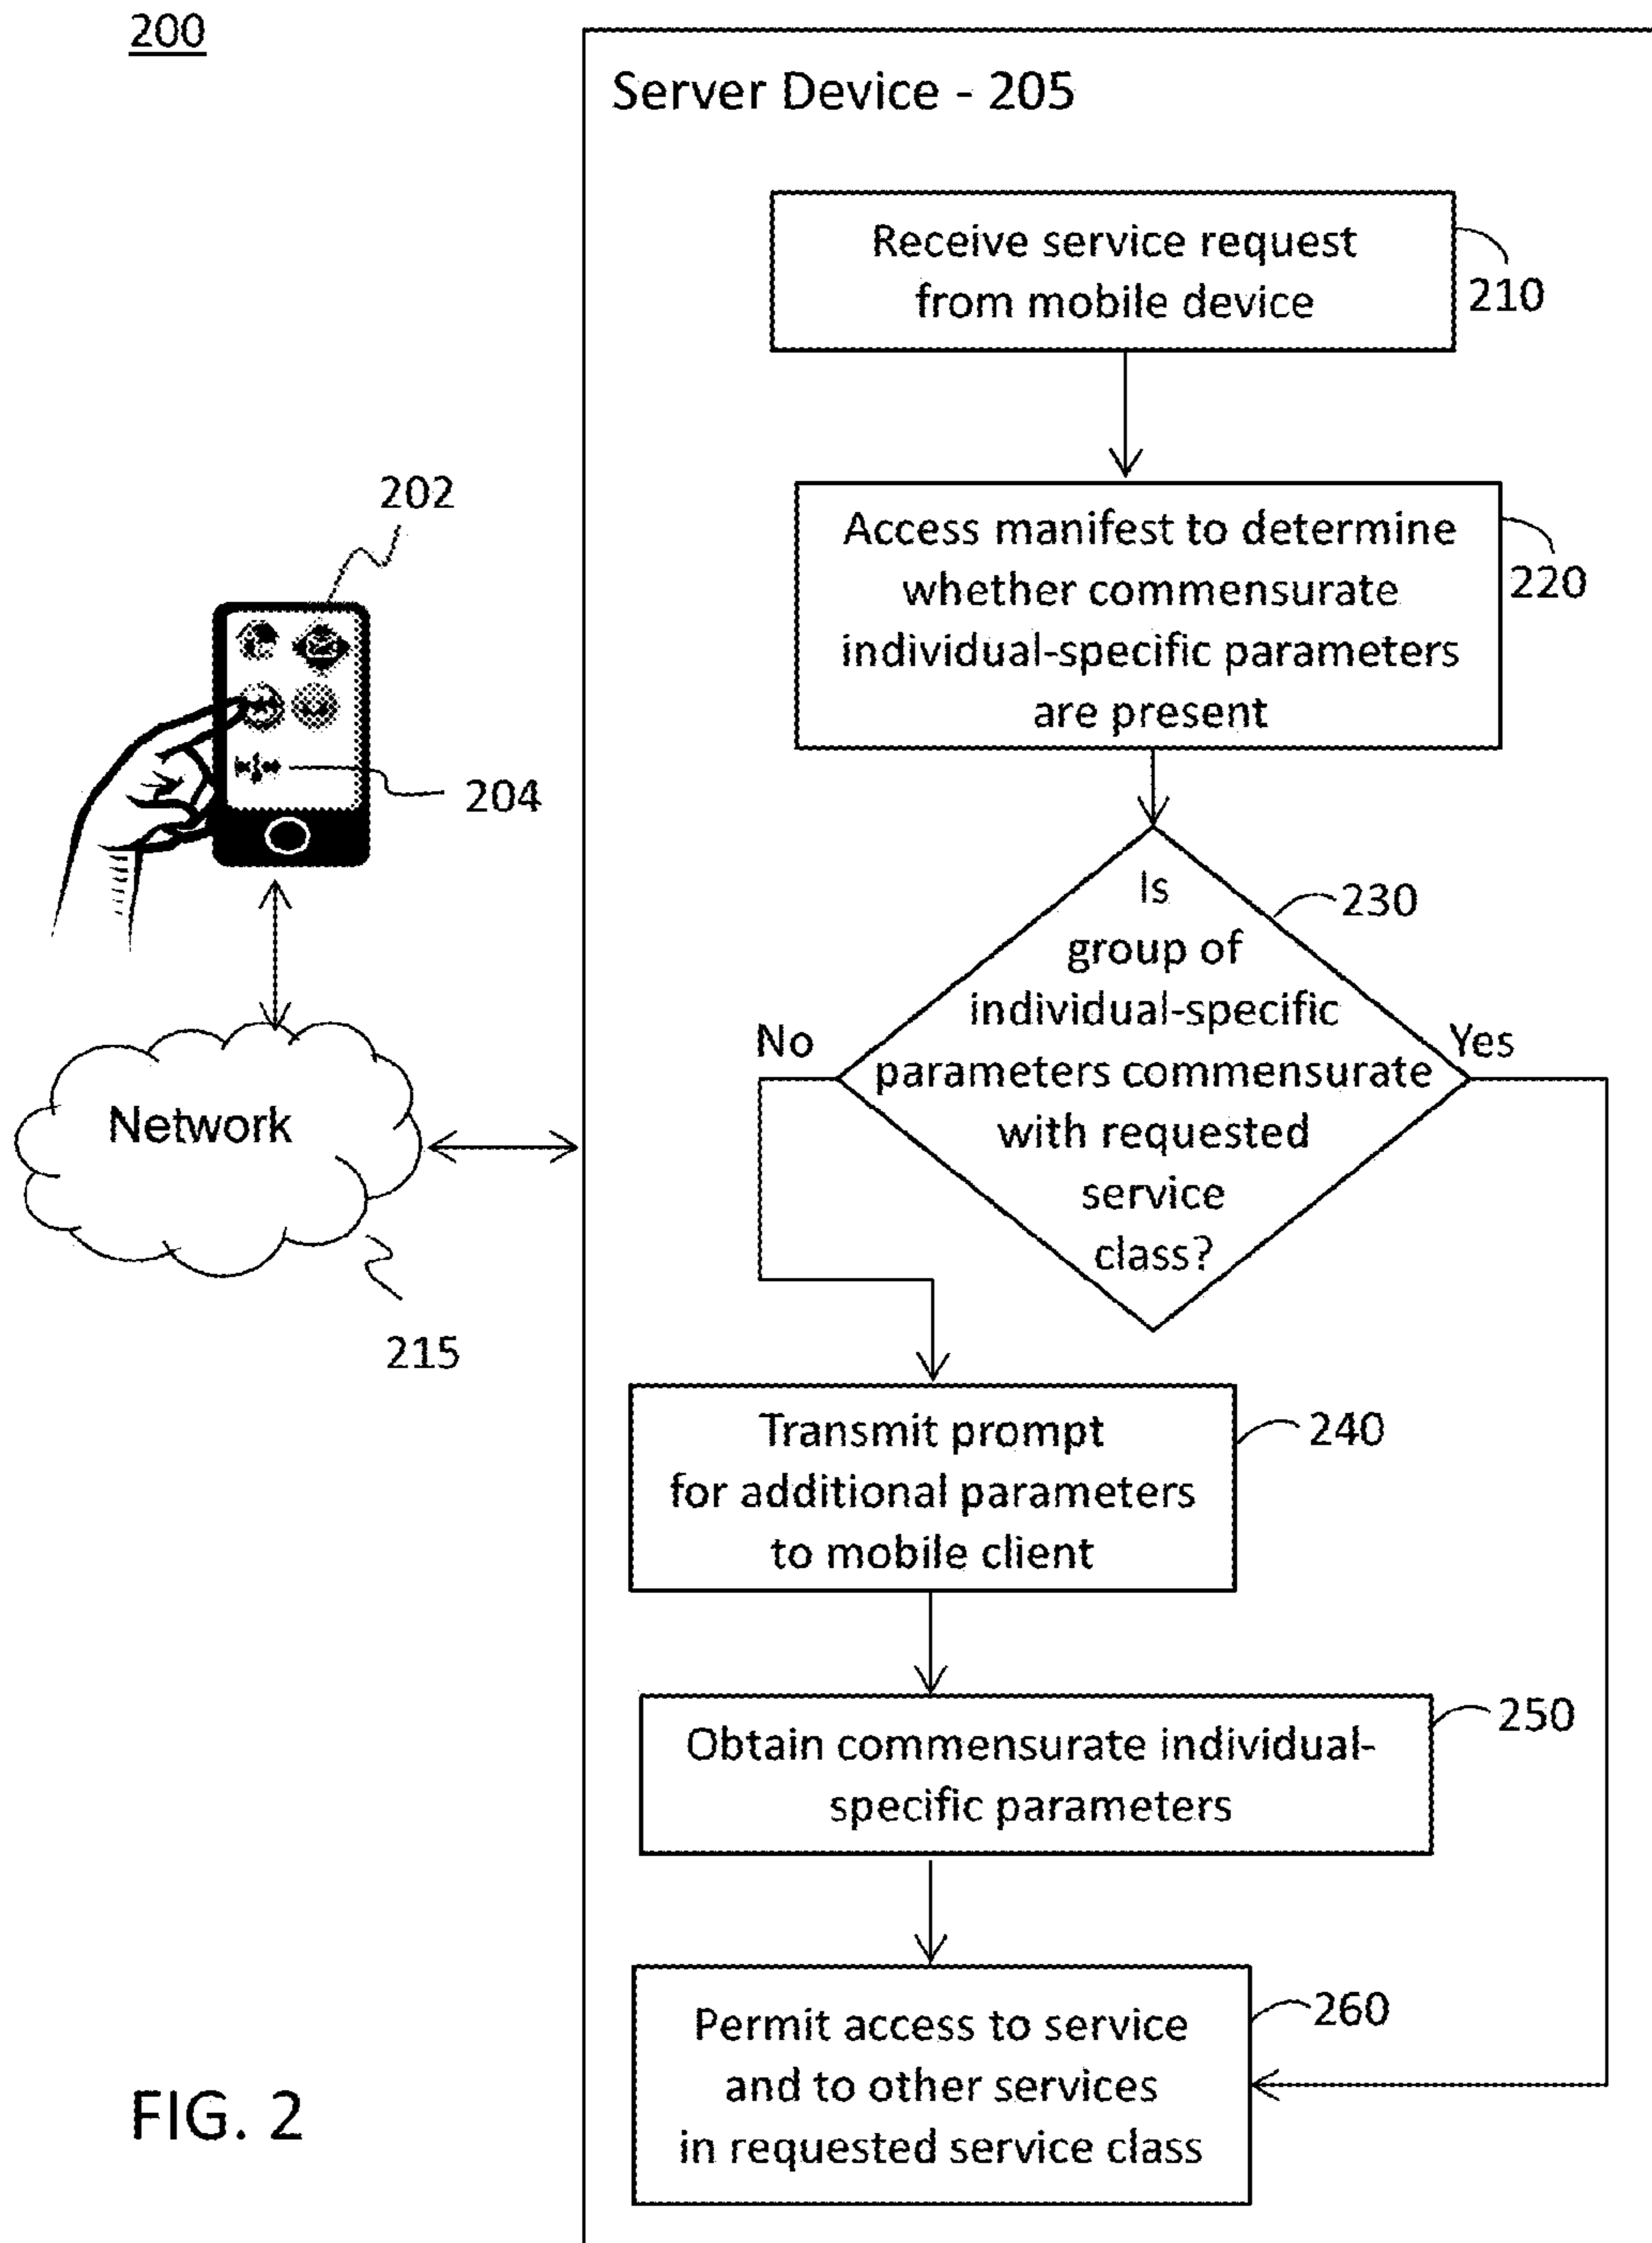 200
Server Device - 205
Receive service request
from mobile device
210
Access manifest to determine
whether commensurate
individual-specific parameters
are present
220
202
204
Network
215
Is
group of
individual-specific
parameters commensurate
with requested
service
class?
230
No
Yes
Transmit prompt
for additional parameters
to mobile client
240
Obtain commensurate individual-
specific parameters
250
Permit access to service
and to other services
in requested service class
260
FIG. 2